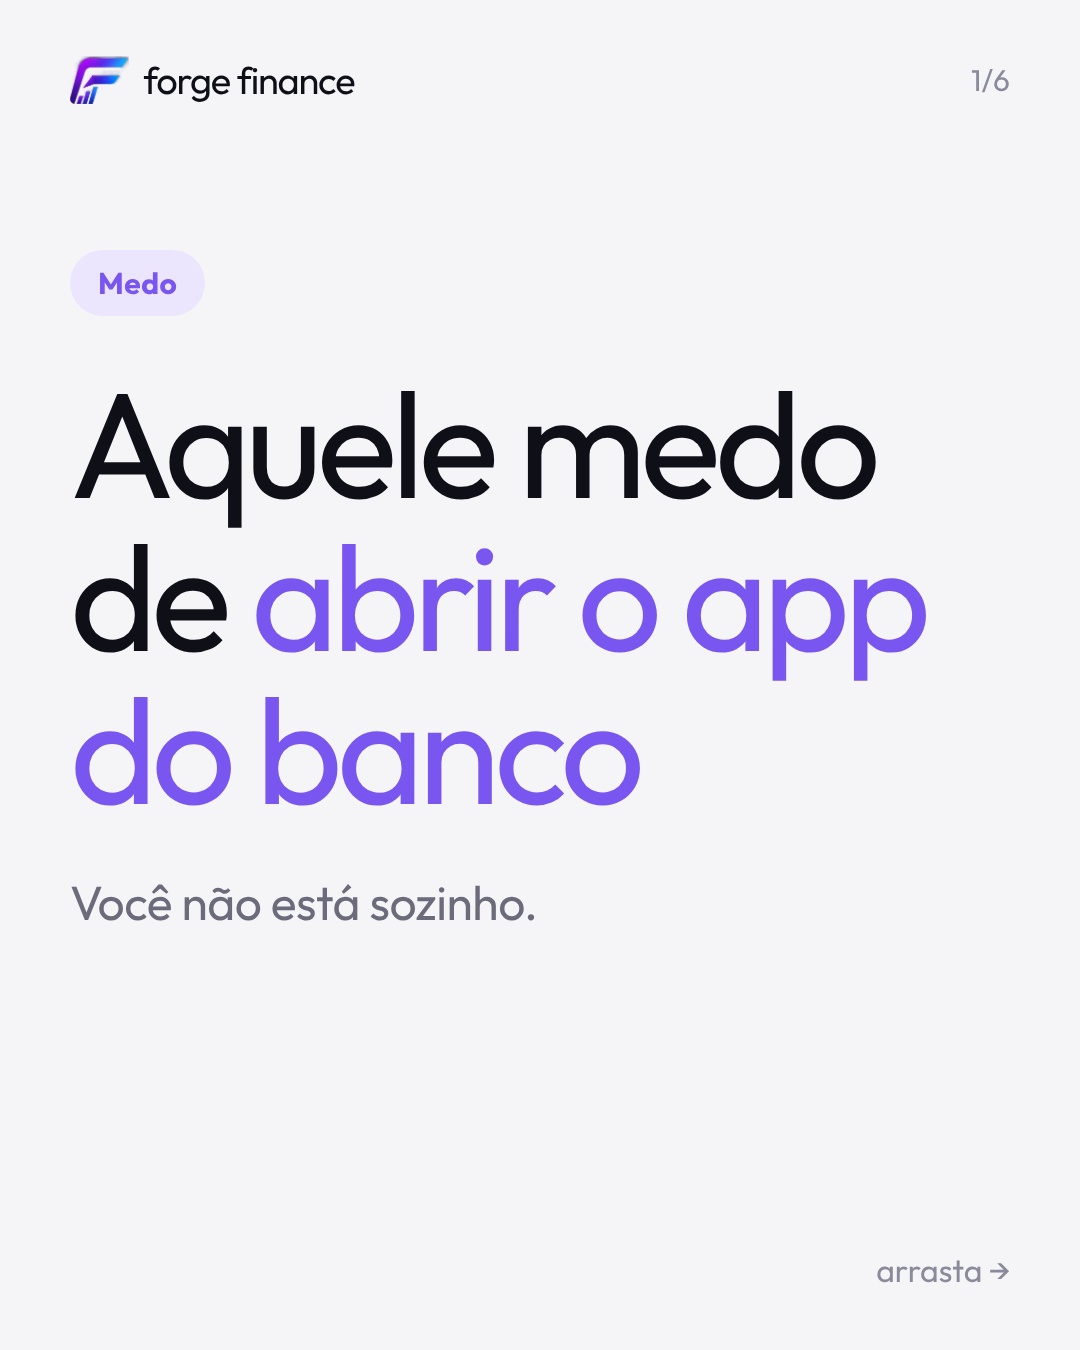 forge finance
1/6
Medo
Aquele medo
de abrir o app
do banco
Você não está sozinho.
arrasta →